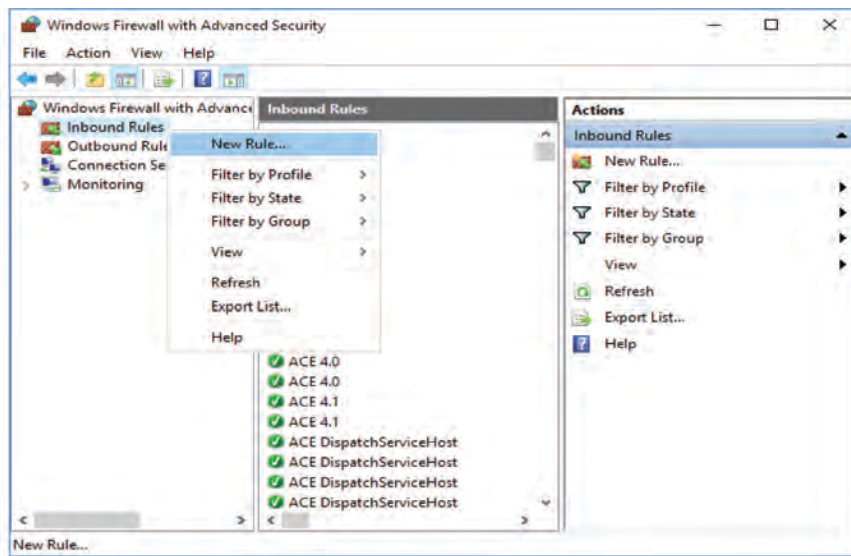 Windows Firewall with Advanced Security
File Action View Help
Windows Firewall with Advance
Inbound Rules
Outbound Rule
Connection Se
Monitoring
New Rule...
Filter by Profile
Filter by State
Filter by Group
View
Refresh
Export List...
Help
Inbound Rules
ACE 4.0
ACE 4.0
ACE 4.1
ACE 4.1
ACE DispatchServiceHost
ACE DispatchServiceHost
ACE DispatchServiceHost
ACE DispatchServiceHost
Actions
Inbound Rules
New Rule...
Filter by Profile
Filter by State
Filter by Group
View
Refresh
Export List...
Help
New Rule...